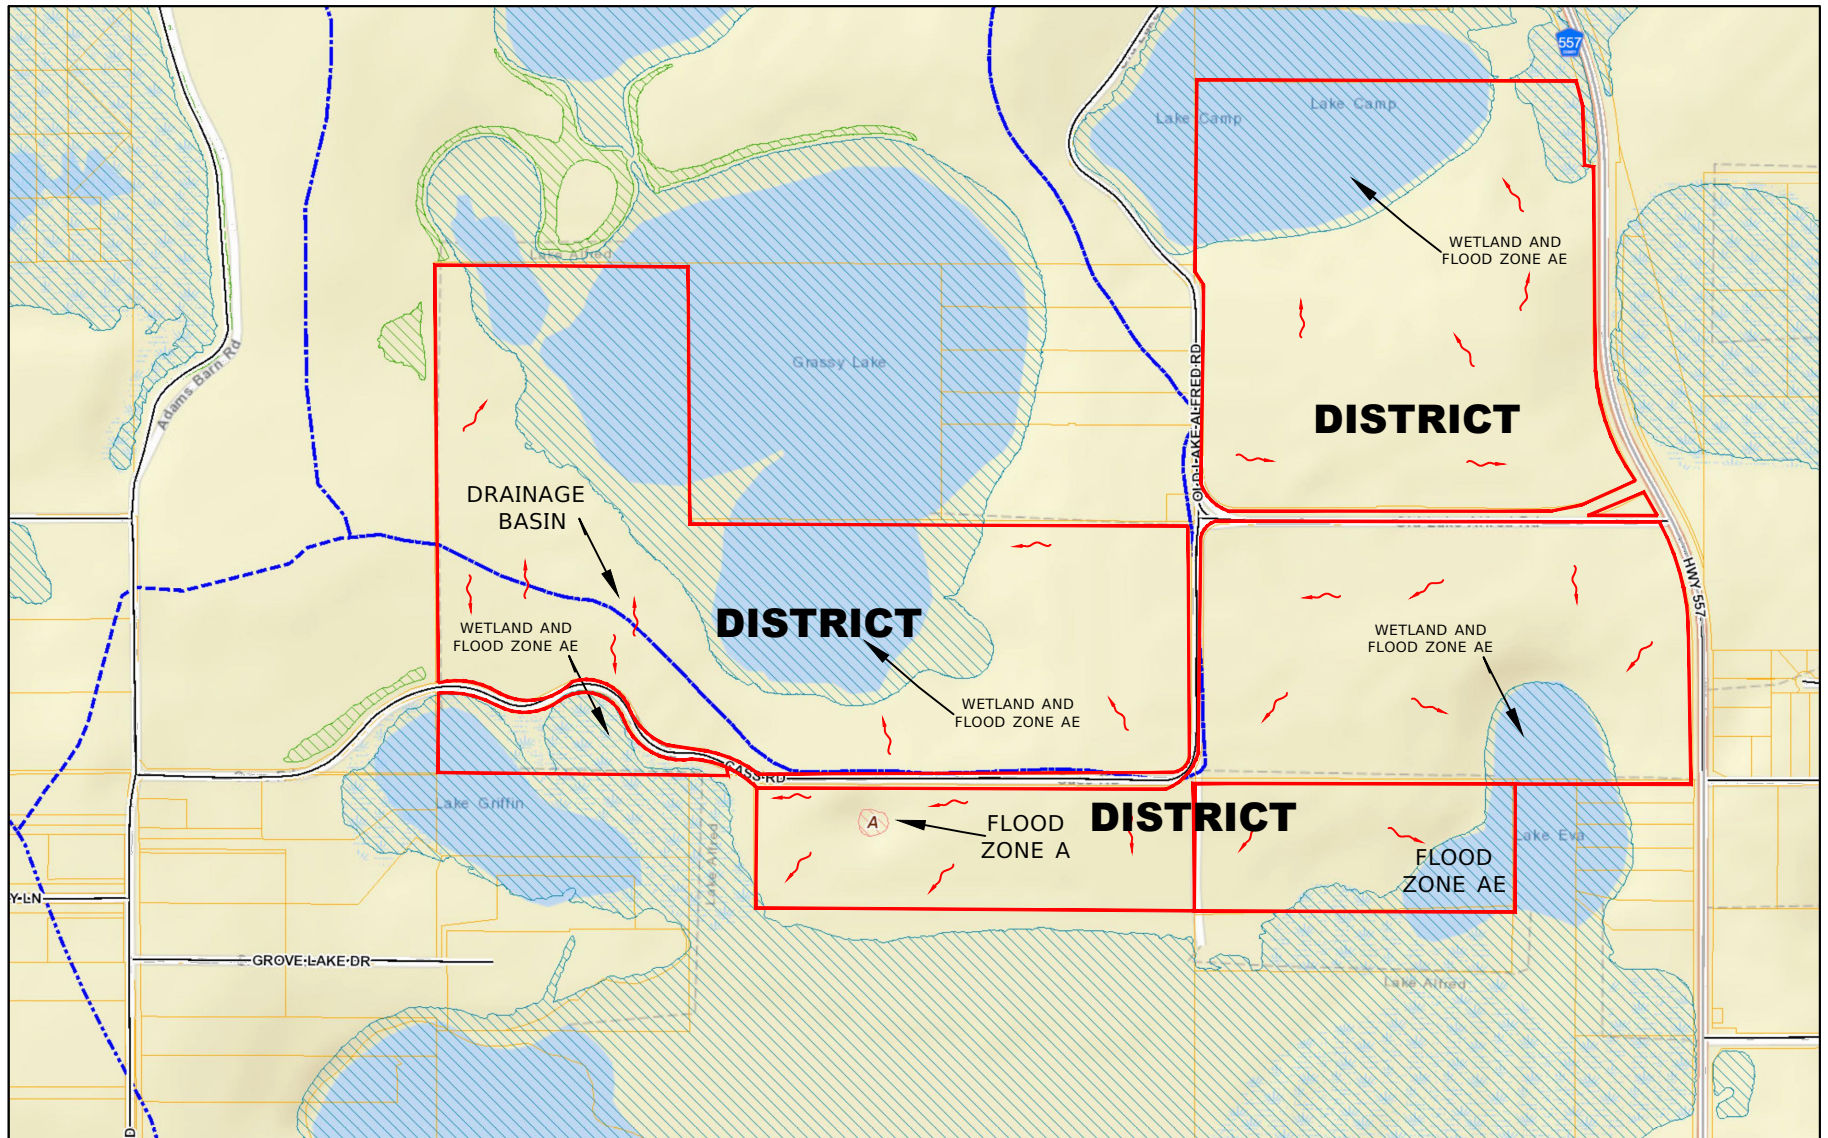 557
Lake Camp
Lake Camp
WETLAND AND
FLOOD ZONE AE
Lake Alfred
Adams Barn Rd
Grassy Lake
OLD LAKE ALFRED RD
DISTRICT
DRAINAGE
BASIN
HWY 557
DISTRICT
WETLAND AND
FLOOD ZONE AE
WETLAND AND
FLOOD ZONE AE
WETLAND AND
FLOOD ZONE AE
CASS RD
Lake Griffin
A
FLOOD
ZONE A
DISTRICT
Lake Eva
FLOOD
ZONE AE
Lake Alfred
Y LN
GROVE LAKE DR
Lake Alfred
D